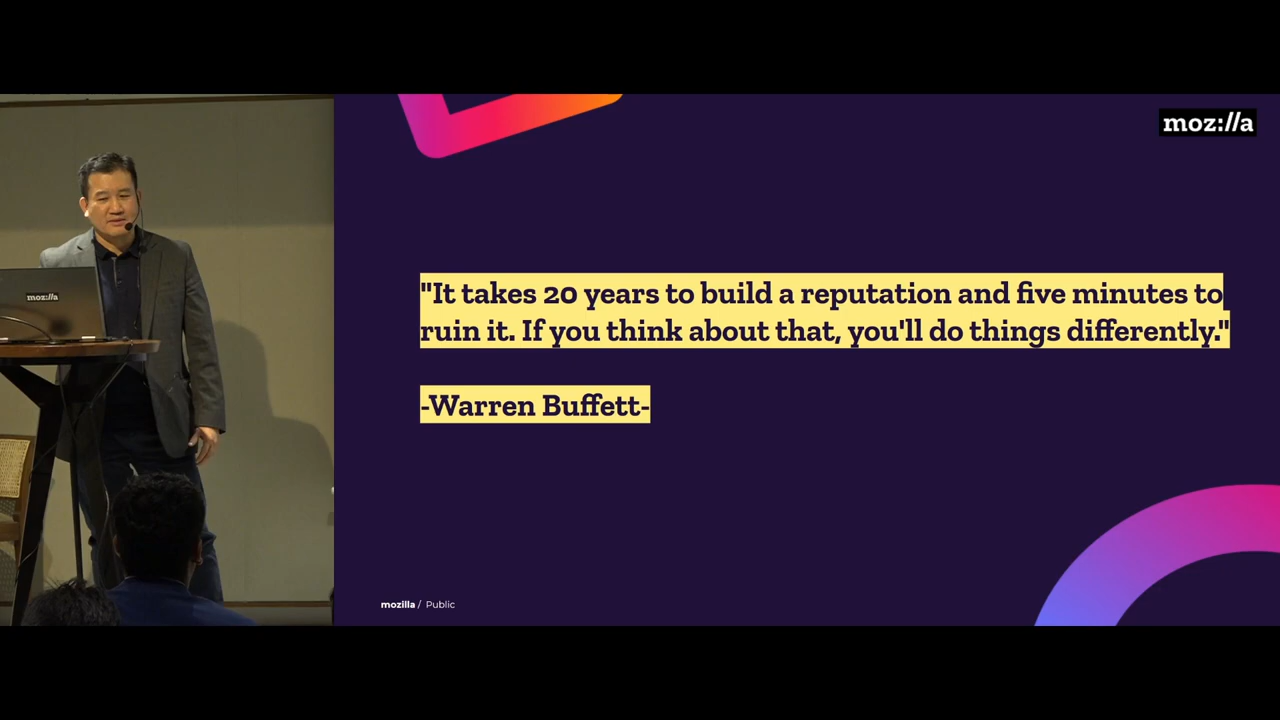 moz://a
"It takes 20 years to build a reputation and five minutes to
ruin it. If you think about that, you'll do things differently."
-Warren Buffett-
moz://a
mozilla / Public